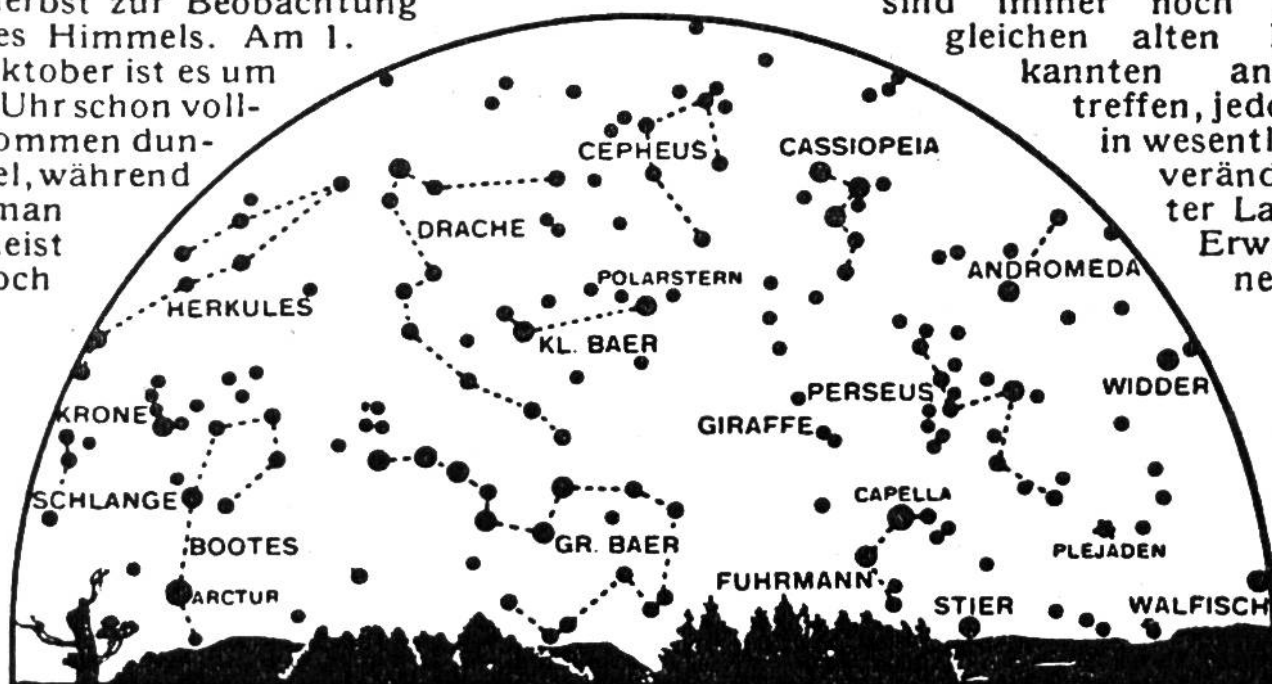 Herbst zur Beobachtung
es Himmels. Am 1.
ktober ist es um
Uhr schon voll-
ommen dun-
el, während
man
eist
och
sind immer noch
gleichen alten
kannten an
treffen, jed
in wesentl
veränd
ter La
Erw
ne
CEPHEUS
CASSIOPEIA
DRACHE
POLARSTERN
ANDROMEDA
HERKULES
KL. BAER
KRONE
PERSEUS
WIDDER
GIRAFFE
SCHLANGE
CAPELLA
BOOTES
GR. BAER
PLEJADEN
FUHRMANN
ARCTUR
STIER
WALFISCH